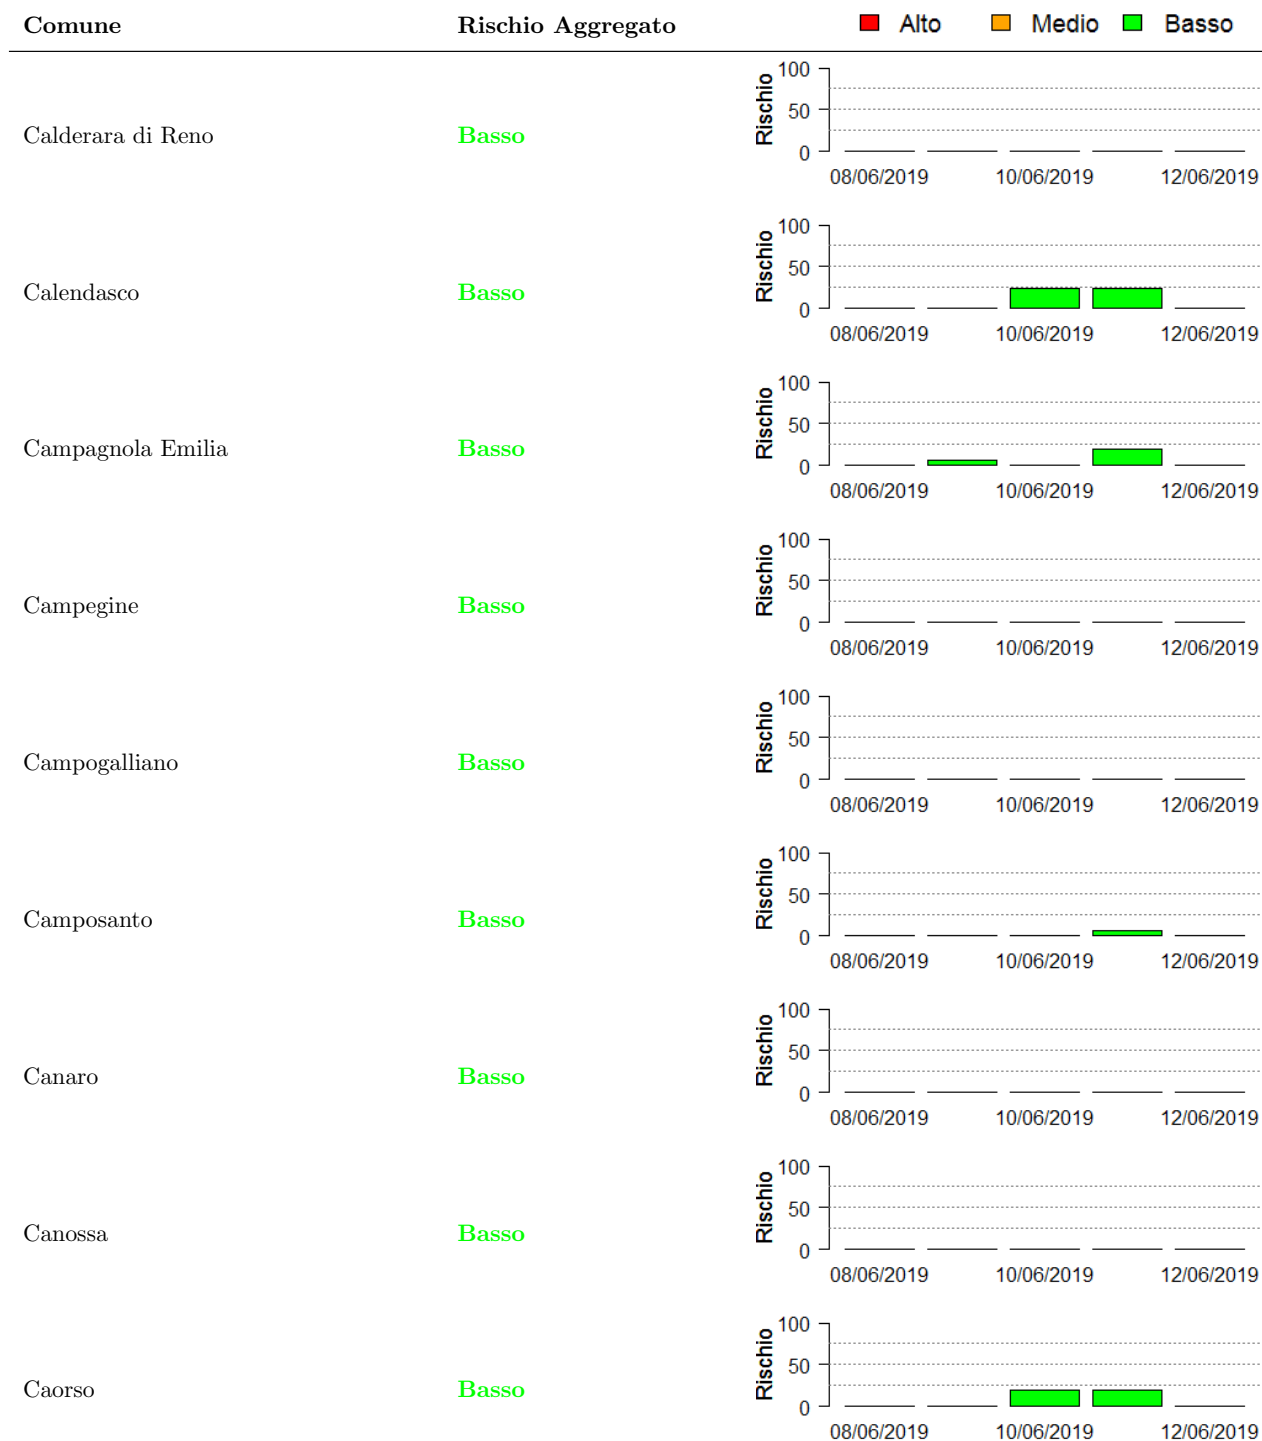 Comune Rischio Aggregato Alto Medio Basso
100
50
0
Rischio
Calderara di Reno Basso
08/06/2019 10/06/2019 12/06/2019
100
50
0
Rischio
Calendasco Basso
08/06/2019 10/06/2019 12/06/2019
100
50
0
Rischio
Campagnola Emilia Basso
08/06/2019 10/06/2019 12/06/2019
100
50
0
Rischio
Campegine Basso
08/06/2019 10/06/2019 12/06/2019
100
50
0
Rischio
Campogalliano Basso
08/06/2019 10/06/2019 12/06/2019
100
50
0
Rischio
Camposanto Basso
08/06/2019 10/06/2019 12/06/2019
100
50
0
Rischio
Canaro Basso
08/06/2019 10/06/2019 12/06/2019
100
50
0
Rischio
Canossa Basso
08/06/2019 10/06/2019 12/06/2019
100
50
0
Rischio
Caorso Basso
08/06/2019 10/06/2019 12/06/2019